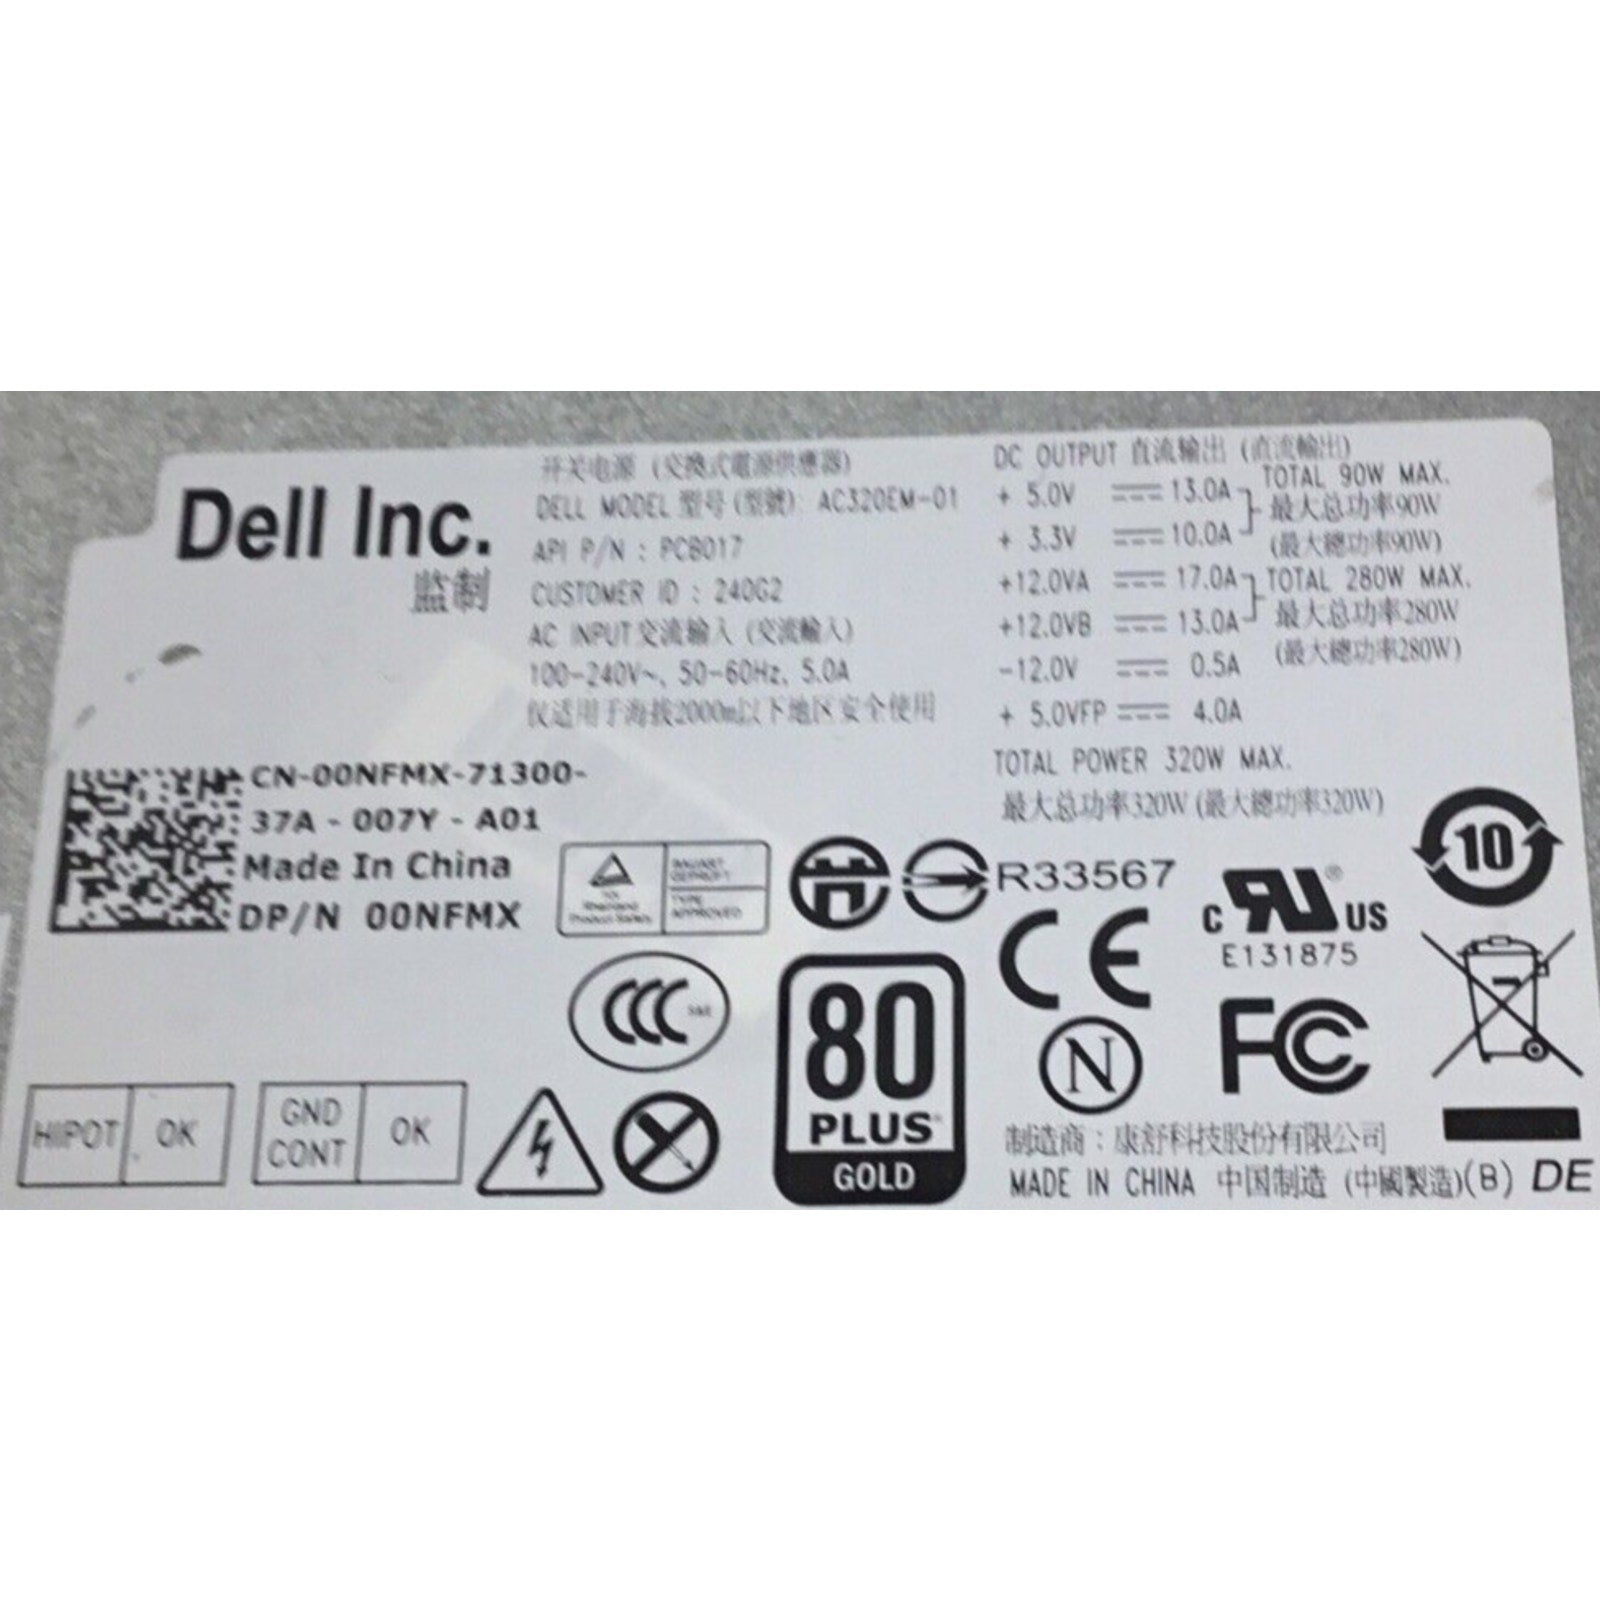 Dell Inc.
监制
开关电源 (交換式電源供應器)
DELL MODEL 型号 (型號): AC320EM-01
API P/N : PCB017
CUSTOMER ID : 240G2
AC INPUT 交流输入 (交流輸入)
100-240V~, 50-60Hz, 5.0A
仅适用于海拔2000m以下地区安全使用
DC OUTPUT 直流输出 (直流輸出)
+ 5.0V ⎓ 13.0A
+ 3.3V ⎓ 10.0A
TOTAL 90W MAX.
最大总功率90W
(最大總功率90W)
+12.0VA ⎓ 17.0A
+12.0VB ⎓ 13.0A
TOTAL 280W MAX.
最大总功率280W
(最大總功率280W)
-12.0V ⎓ 0.5A
+ 5.0VFP ⎓ 4.0A
TOTAL POWER 320W MAX.
最大总功率320W (最大總功率320W)
CN-00NFMX-71300-
37A - 007Y - A01
Made In China
DP/N 00NFMX
TYPE
APPROVED
R33567
c RU® US
E131875
10
CCC S&E
80
PLUS
GOLD
CE
N
FC
HIPOT OK
GND
CONT
OK
制造商 : 康舒科技股份有限公司
MADE IN CHINA 中国制造 (中國製造)(B) DE